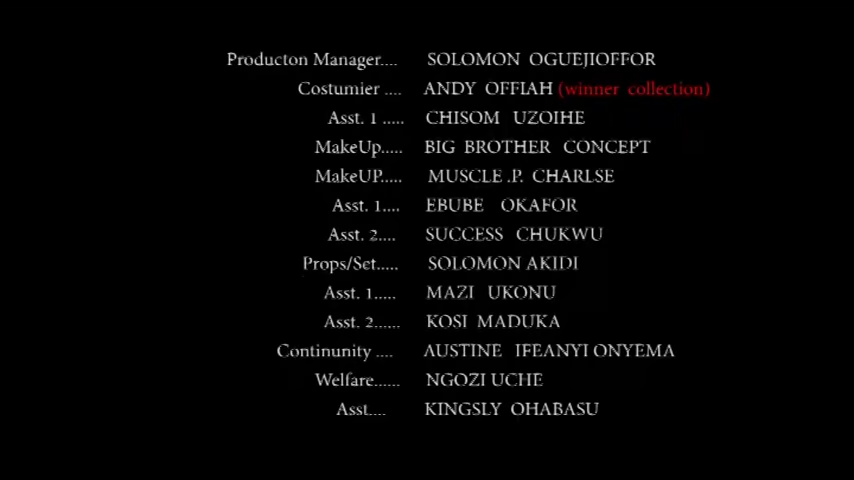 Producton Manager.... SOLOMON OGUEJIOFFOR
Costumier .... ANDY OFFIAH (winner collection)
Asst. 1 ..... CHISOM UZOIHE
MakeUp..... BIG BROTHER CONCEPT
MakeUP..... MUSCLE .P. CHARLSE
Asst. 1.... EBUBE OKAFOR
Asst. 2.... SUCCESS CHUKWU
Props/Set..... SOLOMON AKIDI
Asst. 1..... MAZI UKONU
Asst. 2...... KOSI MADUKA
Continunity .... AUSTINE IFEANYI ONYEMA
Welfare...... NGOZI UCHE
Asst.... KINGSLY OHABASU